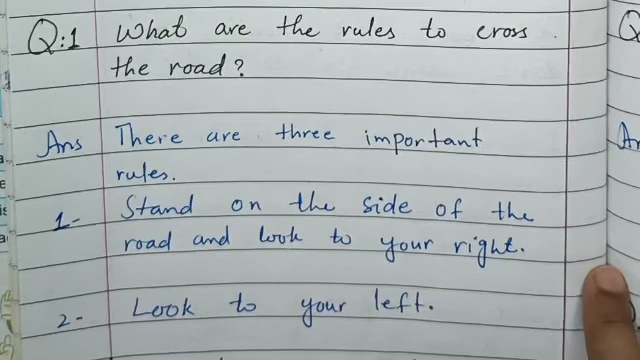 Q:1 What are the rules to cross
the road?
Ans There are three important
rules.
1- Stand on the side of the
road and look to your right.
2- Look to your left.